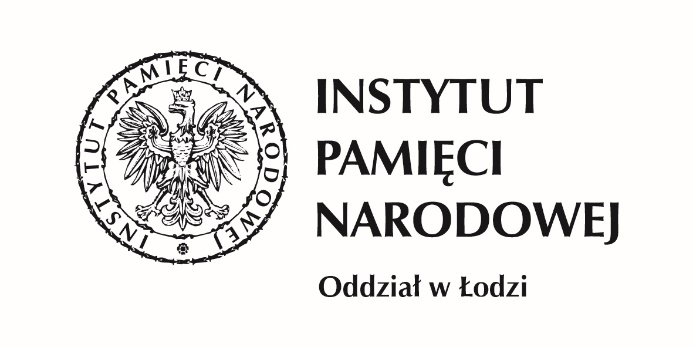 INSTYTUT PAMIĘCI NARODOWEJ
INSTYTUT
PAMIĘCI
NARODOWEJ
Oddział w Łodzi